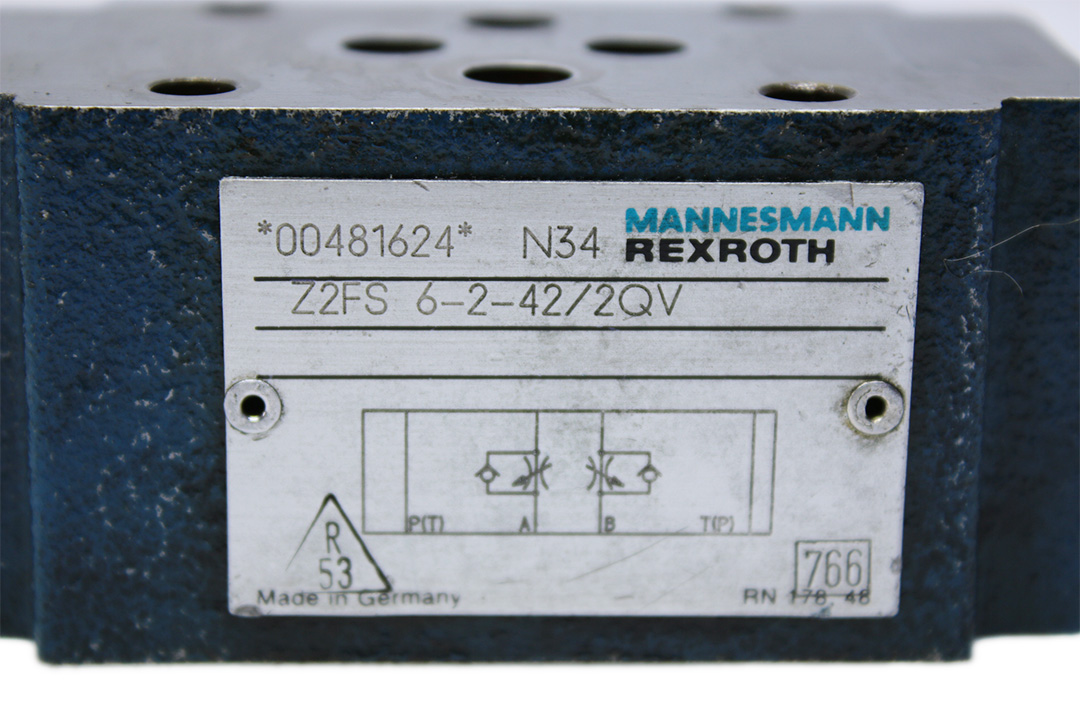 *00481624* N34 MANNESMANN
REXROTH
Z2FS 6-2-42/2QV
P(T) A B T(P)
R
53
766
Made in Germany RN 178 48